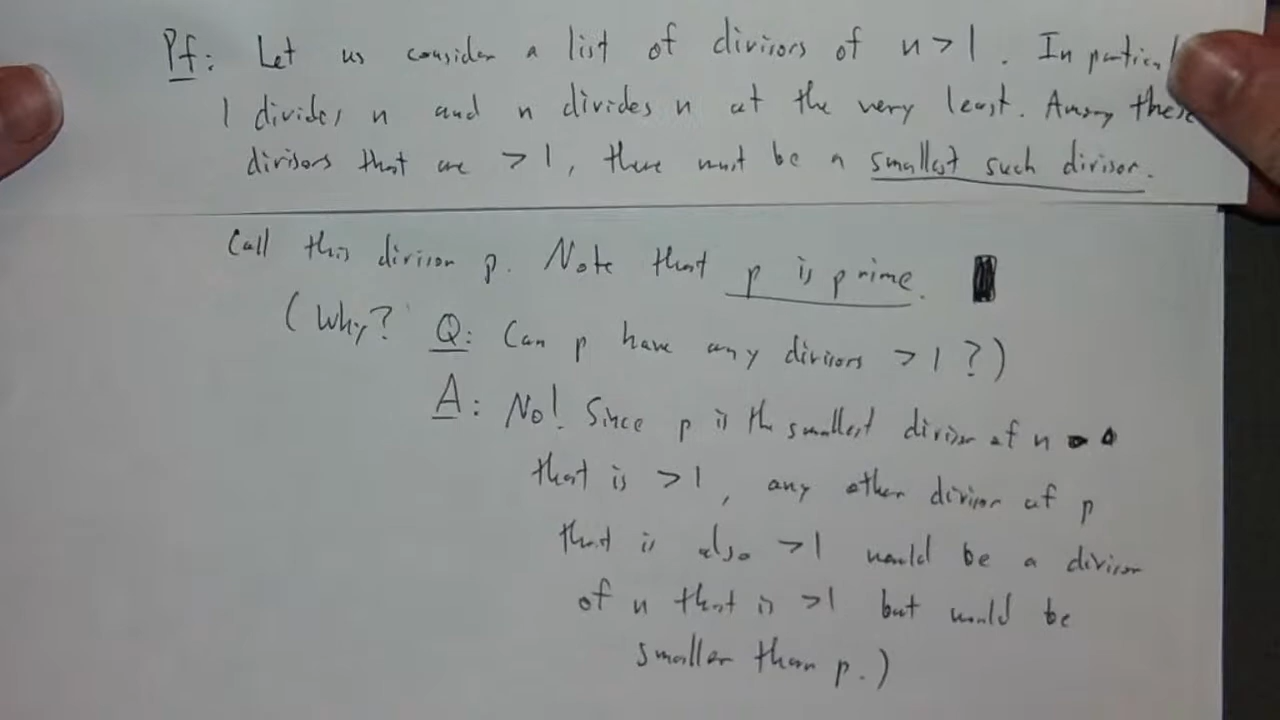 Pf: Let us consider a list of divisors of n > 1. In particul
1 divides n and n divides n at the very least. Among these
divisors that are > 1, there must be a smallest such divisor.
Call this divisor p. Note that p is prime.
(Why? Q: Can p have any divisors > 1?)
A: No! Since p is the smallest divisor of n
that is > 1, any other divisor of p
that is also > 1 would be a divisor
of n that is > 1 but would be
smaller than p.)